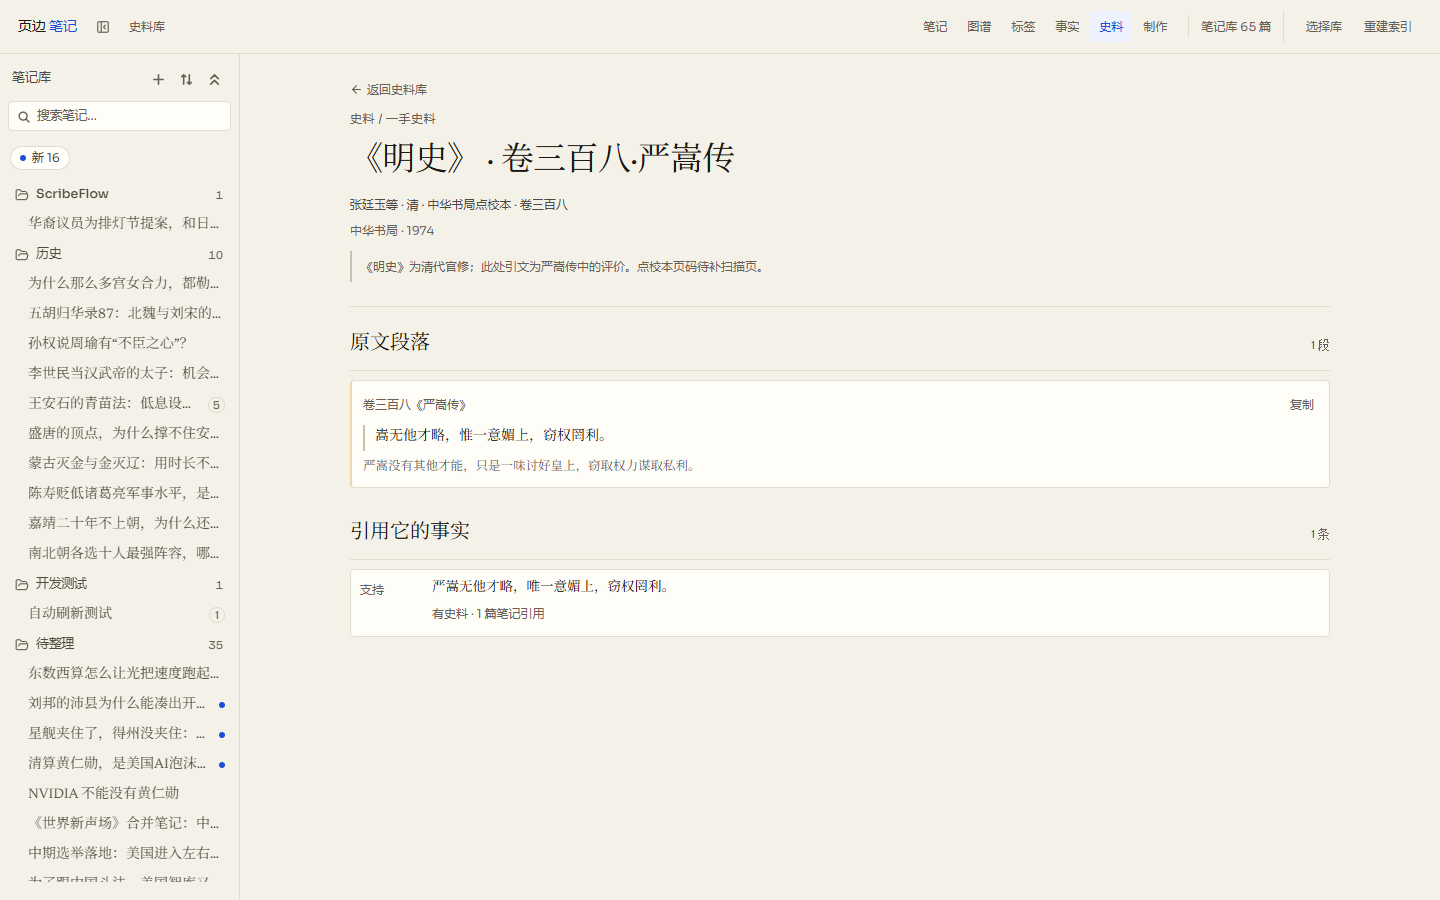 页边 笔记
史料库
笔记 图谱 标签 事实 史料 制作 笔记库 65 篇 选择库 重建索引
笔记库
搜索笔记...
新 16
ScribeFlow 1
华裔议员为排灯节提案，和日...
历史 10
为什么那么多宫女合力，都勒...
五胡归华录87：北魏与刘宋的...
孙权说周瑜有“不臣之心”？
李世民当汉武帝的太子：机会...
王安石的青苗法：低息设... 5
盛唐的顶点，为什么撑不住安...
蒙古灭金与金灭辽：用时长不...
陈寿贬低诸葛亮军事水平，是...
嘉靖二十年不上朝，为什么还...
南北朝各选十人最强阵容，哪...
开发测试 1
自动刷新测试 1
待整理 35
东数西算怎么让光把速度跑起...
刘邦的沛县为什么能凑出开...
星舰夹住了，得州没夹住：...
清算黄仁勋，是美国AI泡沫...
NVIDIA 不能没有黄仁勋
《世界新声场》合并笔记：中...
中期选举落地：美国进入左右...
返回史料库
史料 / 一手史料
《明史》 · 卷三百八·严嵩传
张廷玉等 · 清 · 中华书局点校本 · 卷三百八
中华书局 · 1974
《明史》为清代官修；此处引文为严嵩传中的评价。点校本页码待补扫描页。
原文段落 1 段
卷三百八《严嵩传》 复制
嵩无他才略，惟一意媚上，窃权罔利。
严嵩没有其他才能，只是一味讨好皇上，窃取权力谋取私利。
引用它的事实 1 条
支持 严嵩无他才略，唯一意媚上，窃权罔利。
有史料 · 1 篇笔记引用